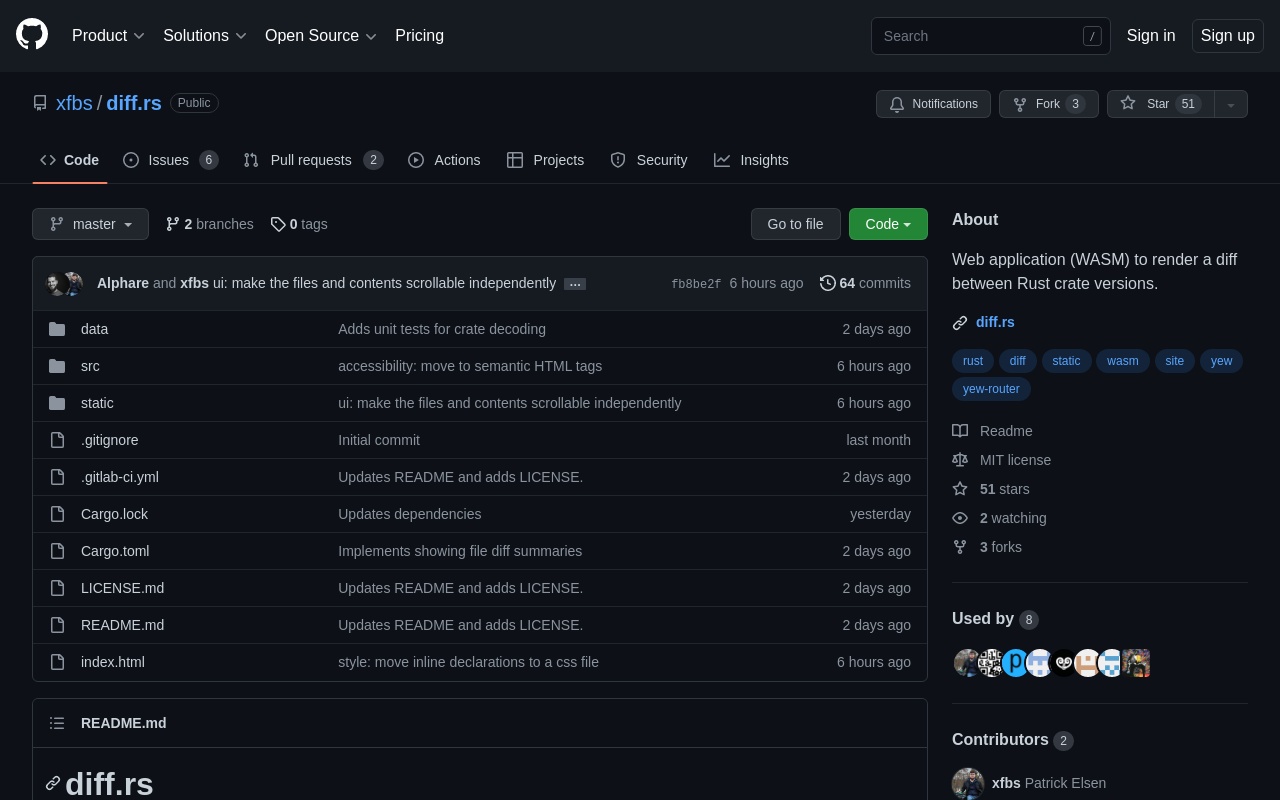 Product Solutions Open Source Pricing Search / Sign in Sign up
xfbs / diff.rs Public Notifications Fork 3 Star 51
Code Issues 6 Pull requests 2 Actions Projects Security Insights
master 2 branches 0 tags Go to file Code
Alphare and xfbs ui: make the files and contents scrollable independently ... fb8be2f 6 hours ago 64 commits
data Adds unit tests for crate decoding 2 days ago
src accessibility: move to semantic HTML tags 6 hours ago
static ui: make the files and contents scrollable independently 6 hours ago
.gitignore Initial commit last month
.gitlab-ci.yml Updates README and adds LICENSE. 2 days ago
Cargo.lock Updates dependencies yesterday
Cargo.toml Implements showing file diff summaries 2 days ago
LICENSE.md Updates README and adds LICENSE. 2 days ago
README.md Updates README and adds LICENSE. 2 days ago
index.html style: move inline declarations to a css file 6 hours ago
README.md
diff.rs
About
Web application (WASM) to render a diff
between Rust crate versions.
diff.rs
rust diff static wasm site yew
yew-router
Readme
MIT license
51 stars
2 watching
3 forks
Used by 8
Contributors 2
xfbs Patrick Elsen